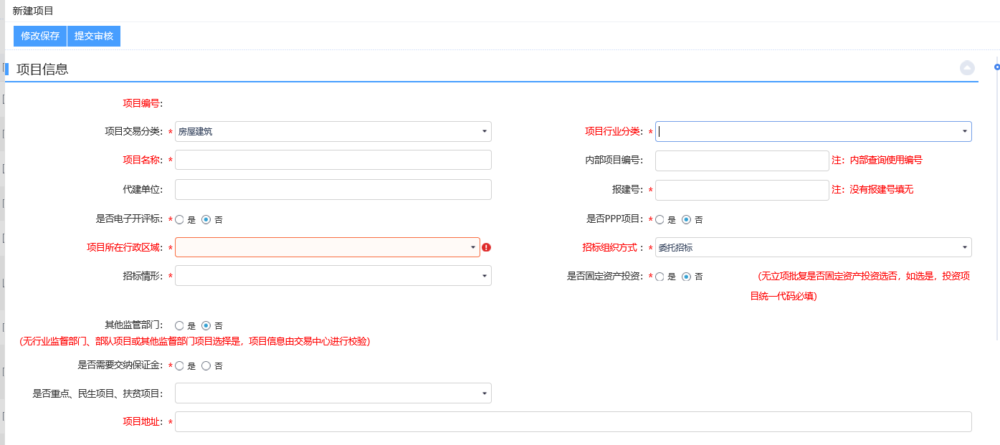 新建项目
修改保存 提交审核
项目信息
项目编号:
项目交易分类: * 房屋建筑 项目行业分类: *
项目名称: * 内部项目编号: 注：内部查询使用编号
代建单位: 报建号: * 注：没有报建号填无
是否电子开评标: * 是 否 是否PPP项目: * 是 否
项目所在行政区域: * 招标组织方式： * 委托招标
招标情形: * 是否固定资产投资: * 是 否 (无立项批复是否固定资产投资选否，如选是，投资项
目统一代码必填)
其他监管部门: 是 否
(无行业监督部门、部队项目或其他监督部门项目选择是，项目信息由交易中心进行校验)
是否需要交纳保证金: * 是 否
是否重点、民生项目、扶贫项目:
项目地址: *